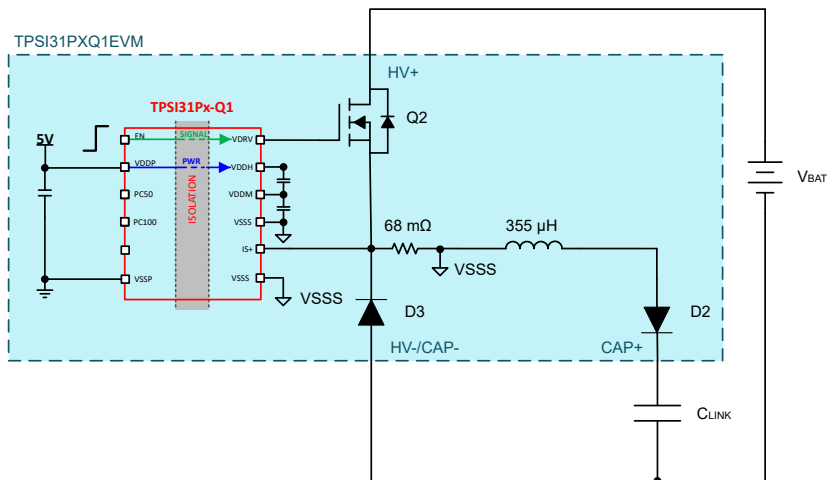 TPSI31PXQ1EVM
HV+
TPSI31Px-Q1
Q2
5V
EN
SIGNAL
VDRV
VDDP
PWR
VDDH
VBAT
PC50
ISOLATION
VDDM
PC100
VSSS
68 mΩ
355 µH
IS+
VSSS
VSSP
VSSS
VSSS
D3
D2
HV-/CAP-
CAP+
CLINK